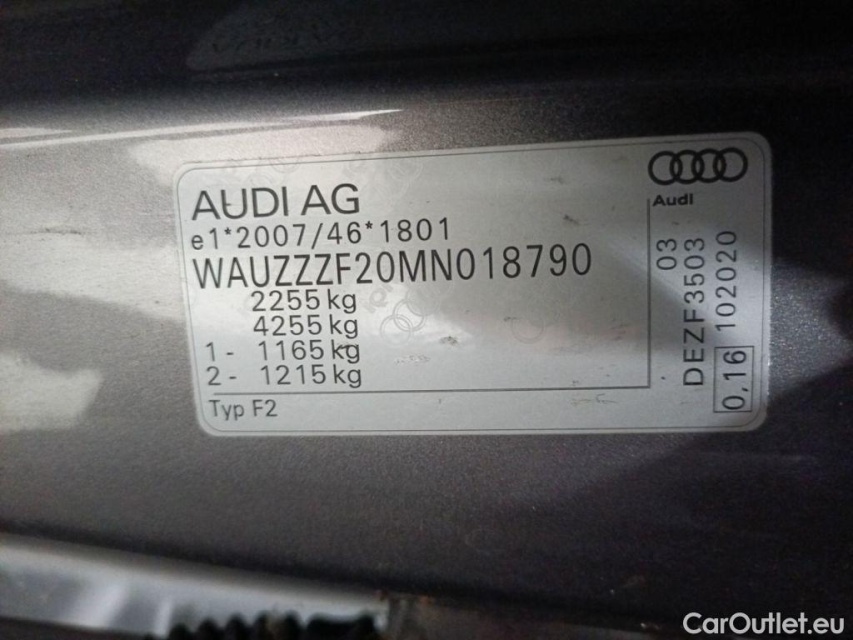 AUDI AG
e1*2007/46*1801
WAUZZZF20MN018790
2255 kg
4255 kg
1 - 1165 kg
2 - 1215 kg
Typ F2
Audi
03
DEZF3503
102020
0,16
CarOutlet.eu